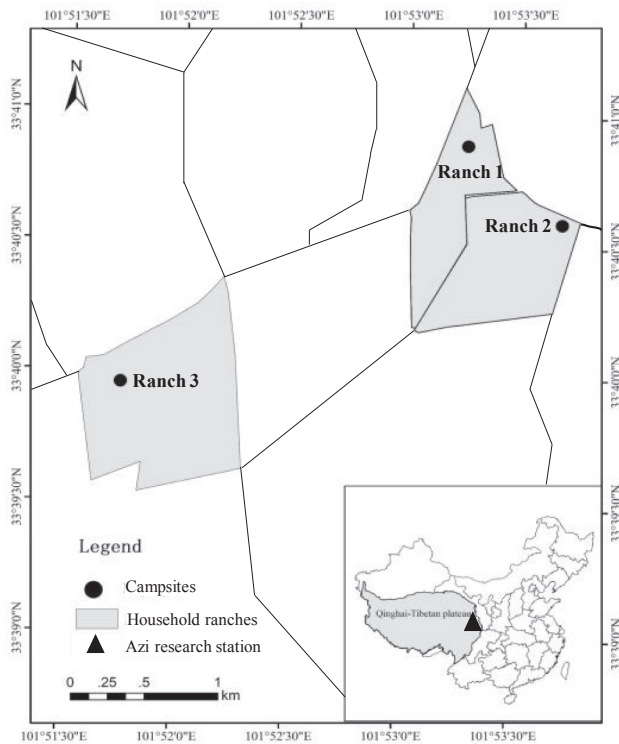 101°51'30"E 101°52'0"E 101°52'30"E 101°53'0"E 101°53'30"E
N
33°41'0"N
33°41'0"N
Ranch 1
33°40'30"N
Ranch 2
33°40'30"N
33°40'0"N
Ranch 3
33°40'0"N
33°39'30"N
33°39'30"N
Legend
Campsites
Qinghai-Tibetan plateau
Household ranches
Azi research station
33°39'0"N
33°39'0"N
0 .25 .5 1
km
101°51'30"E 101°52'0"E 101°52'30"E 101°53'0"E 101°53'30"E